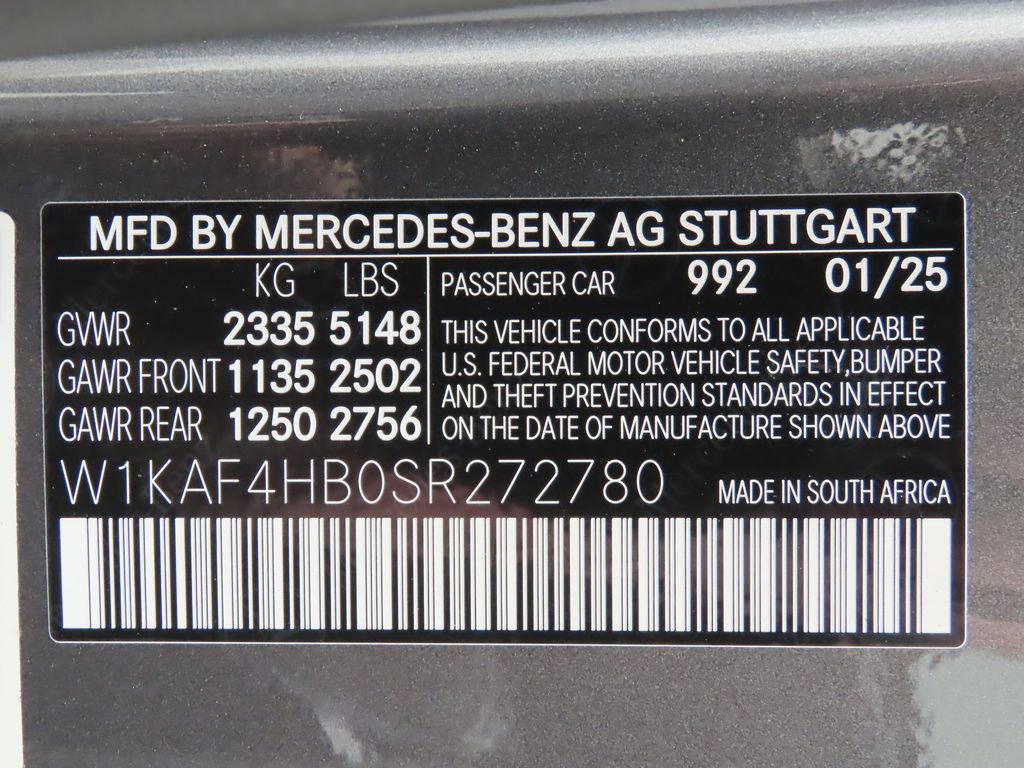 MFD BY MERCEDES-BENZ AG STUTTGART
KG LBS
GVWR 2335 5148
GAWR FRONT 1135 2502
GAWR REAR 1250 2756
PASSENGER CAR 992 01/25
THIS VEHICLE CONFORMS TO ALL APPLICABLE
U.S. FEDERAL MOTOR VEHICLE SAFETY,BUMPER
AND THEFT PREVENTION STANDARDS IN EFFECT
ON THE DATE OF MANUFACTURE SHOWN ABOVE
W1KAF4HB0SR272780
MADE IN SOUTH AFRICA